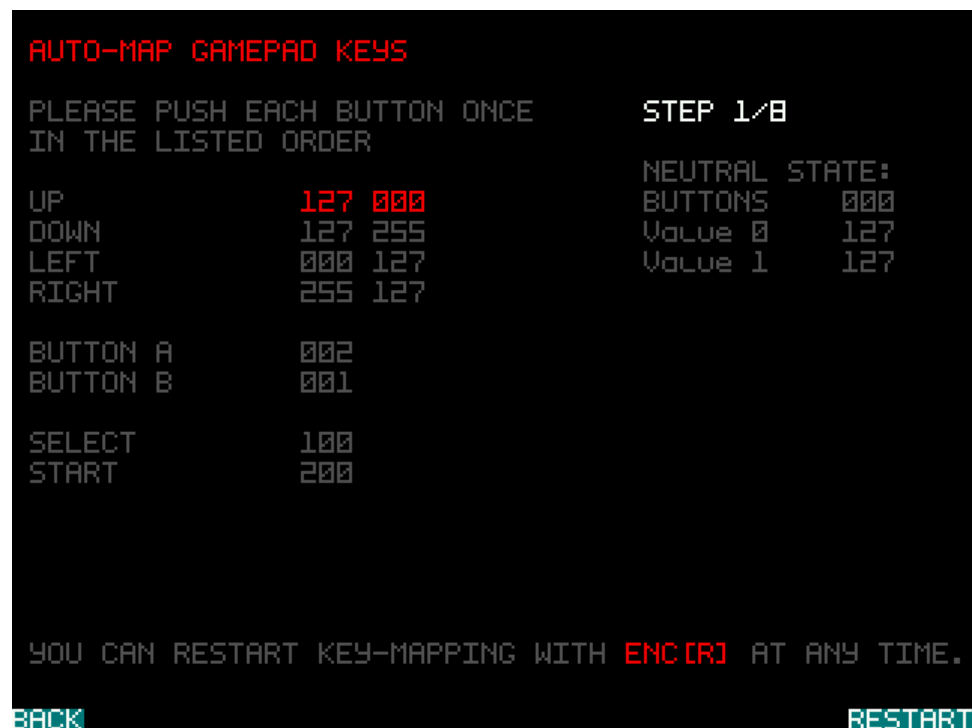 AUTO-MAP GAMEPAD KEYS
PLEASE PUSH EACH BUTTON ONCE
IN THE LISTED ORDER
STEP 1/8
UP 127 000
DOWN 127 255
LEFT 000 127
RIGHT 255 127
NEUTRAL STATE:
BUTTONS 000
Value 0 127
Value 1 127
BUTTON A 002
BUTTON B 001
SELECT 100
START 200
YOU CAN RESTART KEY-MAPPING WITH ENC[R] AT ANY TIME.
BACK
RESTART